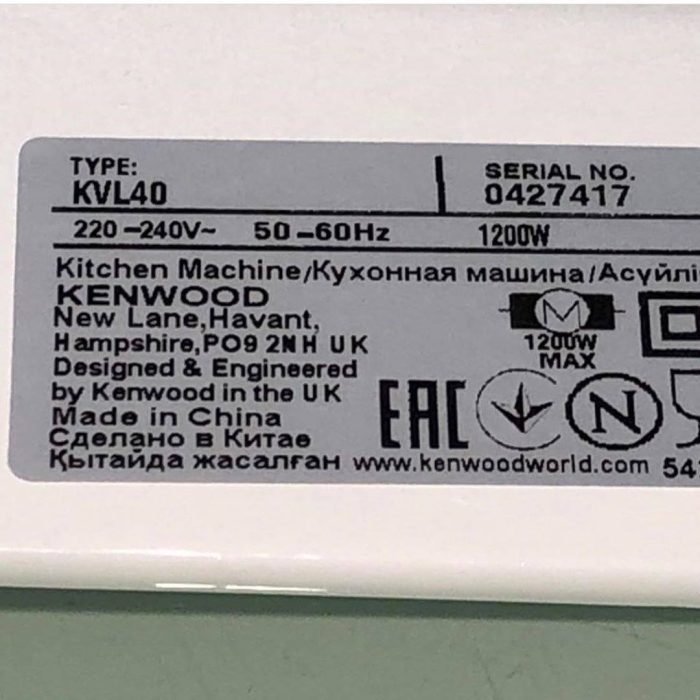 TYPE: SERIAL NO.
KVL40 0427417
220–240V~ 50–60Hz 1200W
Kitchen Machine/Кухонная машина/Асүйлі
KENWOOD
New Lane,Havant,
Hampshire,PO9 2NH UK
1200W
MAX
Designed & Engineered
by Kenwood in the UK
Made in China
EAC
N
Сделано в Китае
Қытайда жасалған www.kenwoodworld.com 541